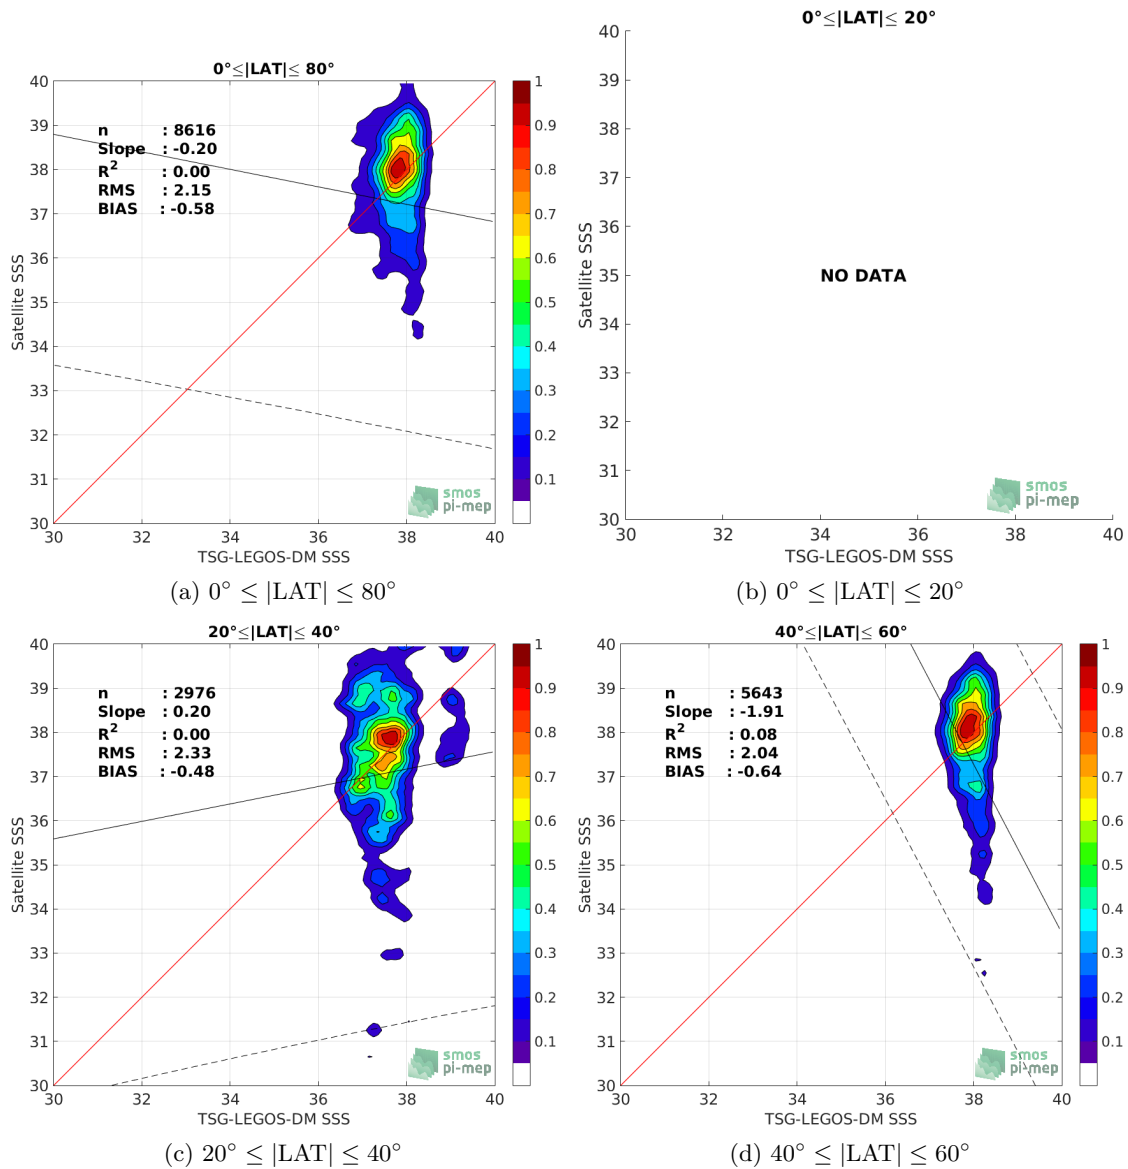 0°≤|LAT|≤ 80°
40
39
38
37
36
35
34
33
32
31
30
Satellite SSS
n : 8616
Slope : -0.20
R² : 0.00
RMS : 2.15
BIAS : -0.58
smos
pi-mep
30 32 34 36 38 40
TSG-LEGOS-DM SSS
1
0.9
0.8
0.7
0.6
0.5
0.4
0.3
0.2
0.1
(a) 0° ≤ |LAT| ≤ 80°
0°≤|LAT|≤ 20°
40
39
38
37
36
35
34
33
32
31
30
Satellite SSS
NO DATA
smos
pi-mep
30 32 34 36 38 40
TSG-LEGOS-DM SSS
(b) 0° ≤ |LAT| ≤ 20°
20°≤|LAT|≤ 40°
40
39
38
37
36
35
34
33
32
31
30
Satellite SSS
n : 2976
Slope : 0.20
R² : 0.00
RMS : 2.33
BIAS : -0.48
smos
pi-mep
30 32 34 36 38 40
TSG-LEGOS-DM SSS
1
0.9
0.8
0.7
0.6
0.5
0.4
0.3
0.2
0.1
(c) 20° ≤ |LAT| ≤ 40°
40°≤|LAT|≤ 60°
40
39
38
37
36
35
34
33
32
31
30
Satellite SSS
n : 5643
Slope : -1.91
R² : 0.08
RMS : 2.04
BIAS : -0.64
smos
pi-mep
30 32 34 36 38 40
TSG-LEGOS-DM SSS
1
0.9
0.8
0.7
0.6
0.5
0.4
0.3
0.2
0.1
(d) 40° ≤ |LAT| ≤ 60°